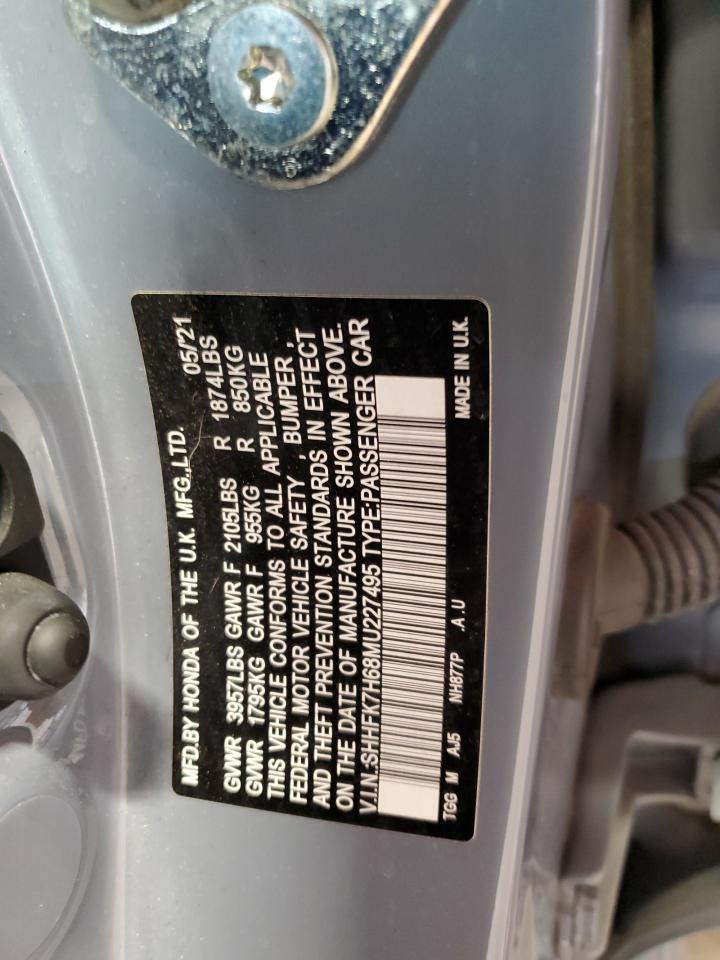 MFD.BY HONDA OF THE U.K. MFG.,LTD. 05/21
GVWR 3957LBS GAWR F 2105LBS R 1874LBS
GVWR 1795KG GAWR F 955KG R 850KG
THIS VEHICLE CONFORMS TO ALL APPLICABLE
FEDERAL MOTOR VEHICLE SAFETY , BUMPER ,
AND THEFT PREVENTION STANDARDS IN EFFECT
ON THE DATE OF MANUFACTURE SHOWN ABOVE.
V.I.N.:SHHFK7H68MU227495 TYPE:PASSENGER CAR
TGG M AJ5 NH877P A.U MADE IN U.K.